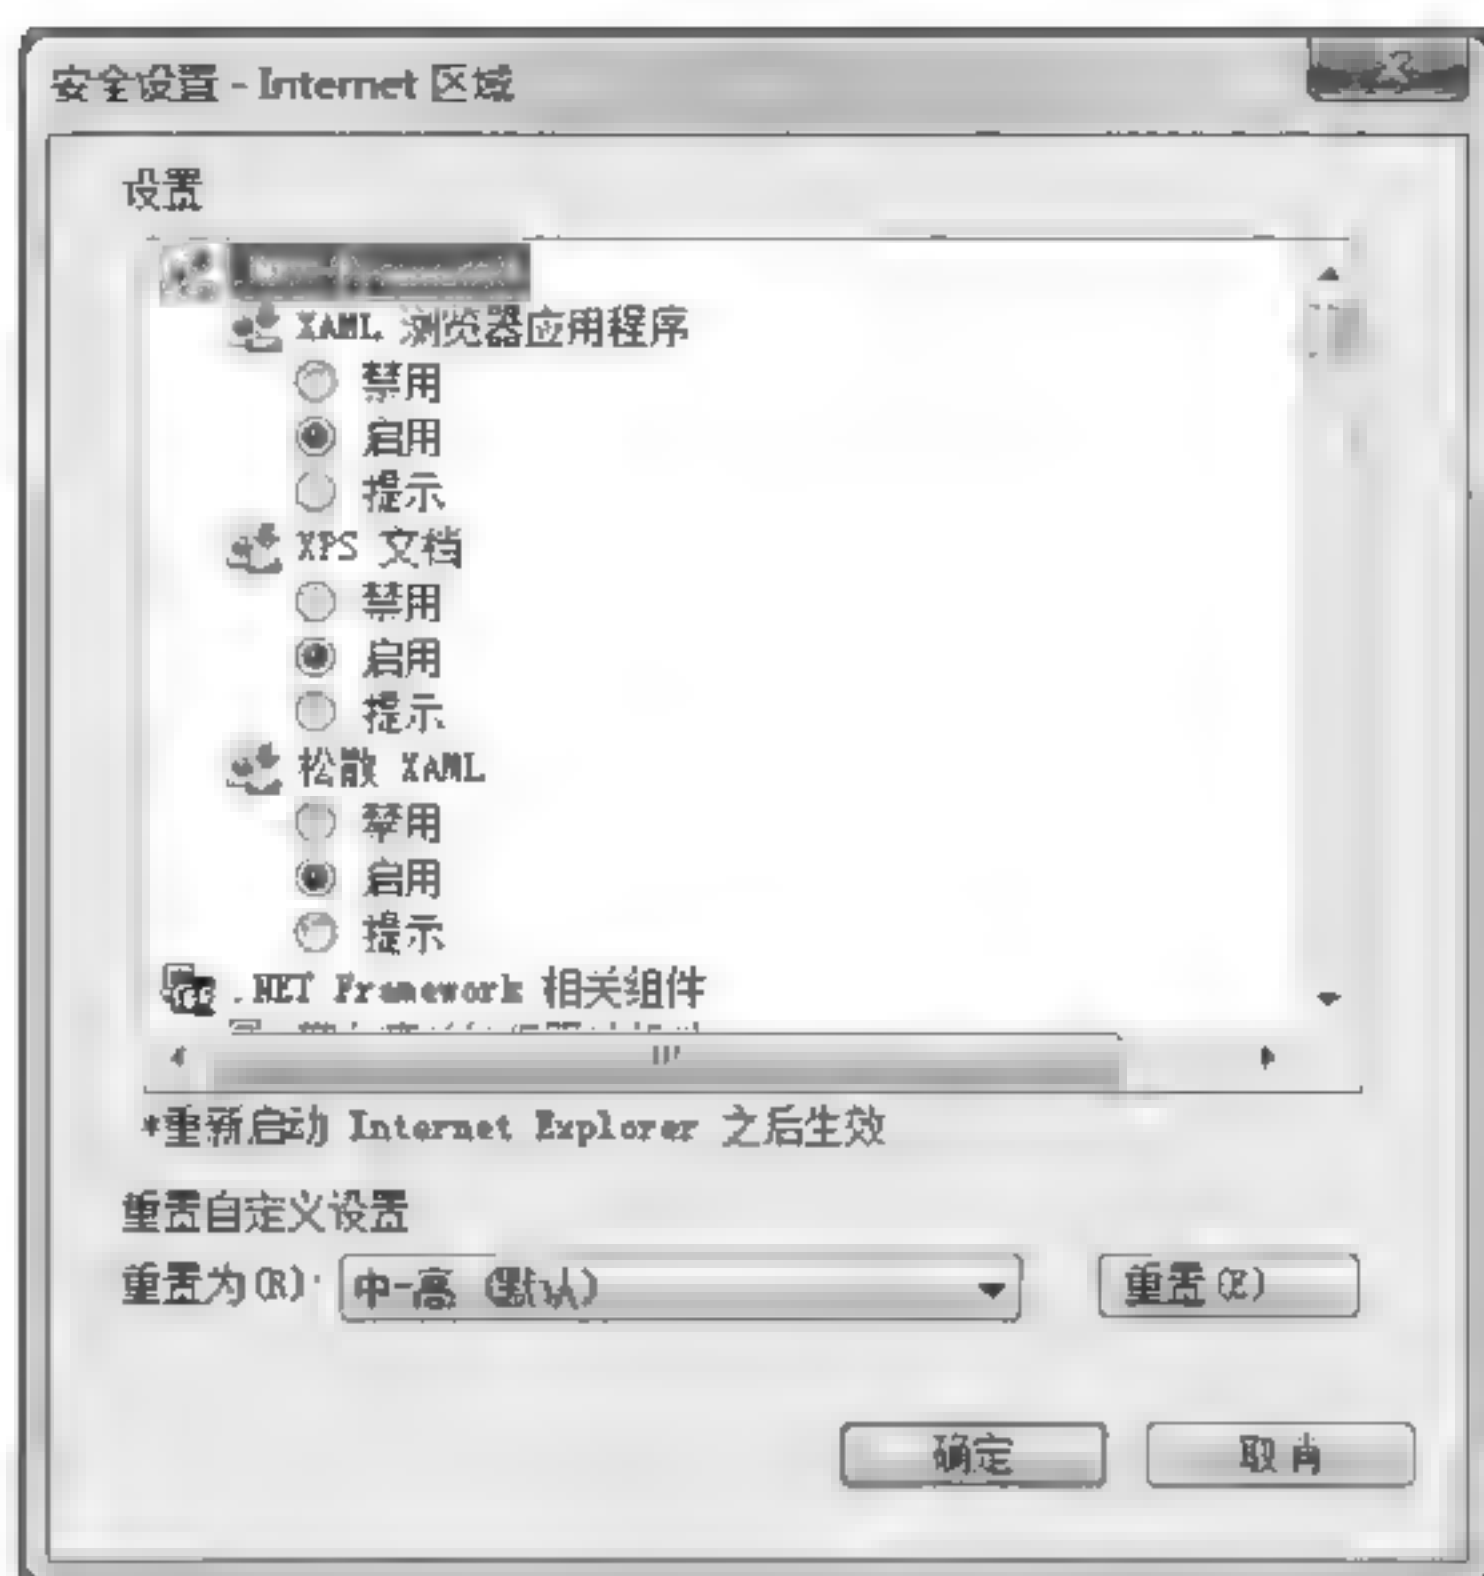 安全设置 - Internet 区域
设置
XAML 浏览器应用程序
禁用
启用
提示
XPS 文档
禁用
启用
提示
松散 XAML
禁用
启用
提示
.NET Framework 相关组件
*重新启动 Internet Explorer 之后生效
重置自定义设置
重置为(R): 中-高 (默认) 重置(E)
确定 取消